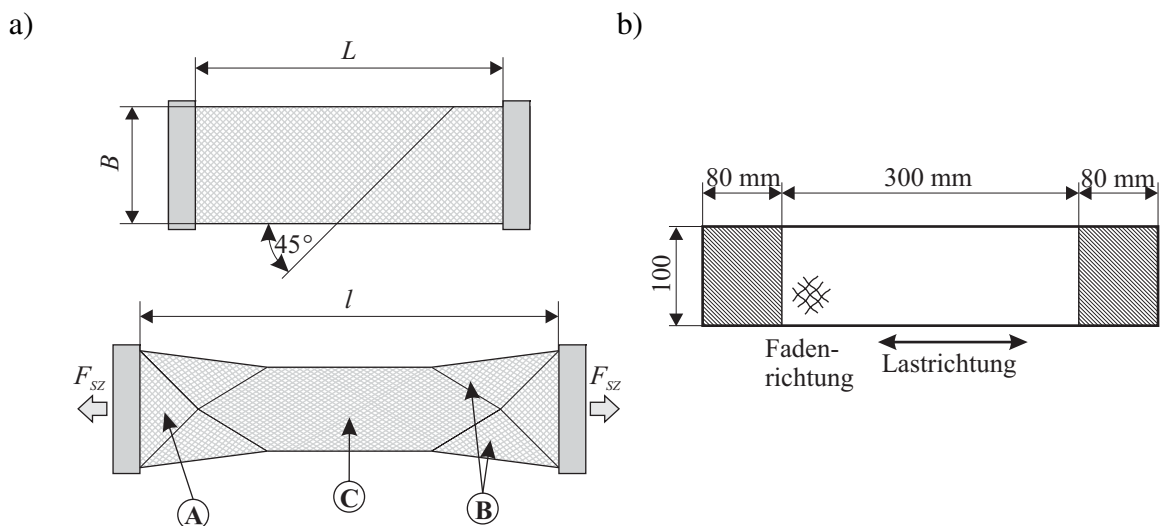 a)
L
B
45°
l
F_SZ
F_SZ
A
C
B
b)
80 mm
300 mm
80 mm
100
Faden-
richtung
Lastrichtung